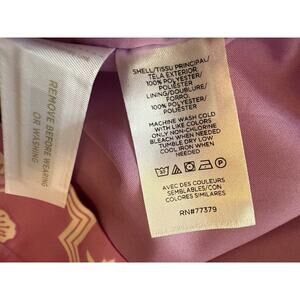 REMOVE BEFORE WEARING
OR WASHING
SHELL/TISSU PRINCIPAL/
TELA EXTERIOR:
100% POLYESTER/
POLIÉSTER
LINING/DOUBLURE/
FORRO:
100% POLYESTER/
POLIÉSTER
MACHINE WASH COLD
WITH LIKE COLORS
ONLY NON-CHLORINE
BLEACH WHEN NEEDED
TUMBLE DRY LOW
COOL IRON WHEN
NEEDED
AVEC DES COULEURS
SEMBLABLES/CON
COLORES SIMILARES
RN#77379